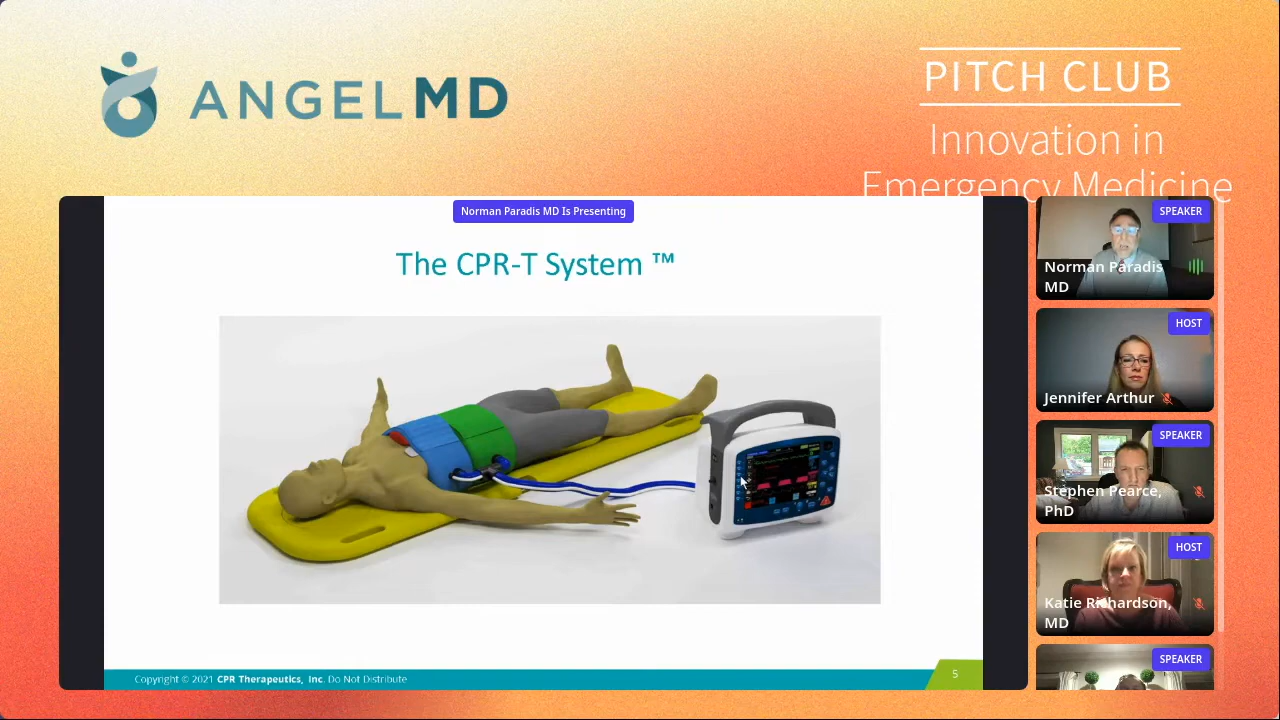 ANGELMD
PITCH CLUB
Innovation in
Emergency Medicine
Norman Paradis MD Is Presenting
The CPR-T System ™
Copyright © 2021 CPR Therapeutics, Inc. Do Not Distribute
5
SPEAKER
Norman Paradis
MD
HOST
Jennifer Arthur
SPEAKER
Stephen Pearce,
PhD
HOST
Katie Richardson,
MD
SPEAKER